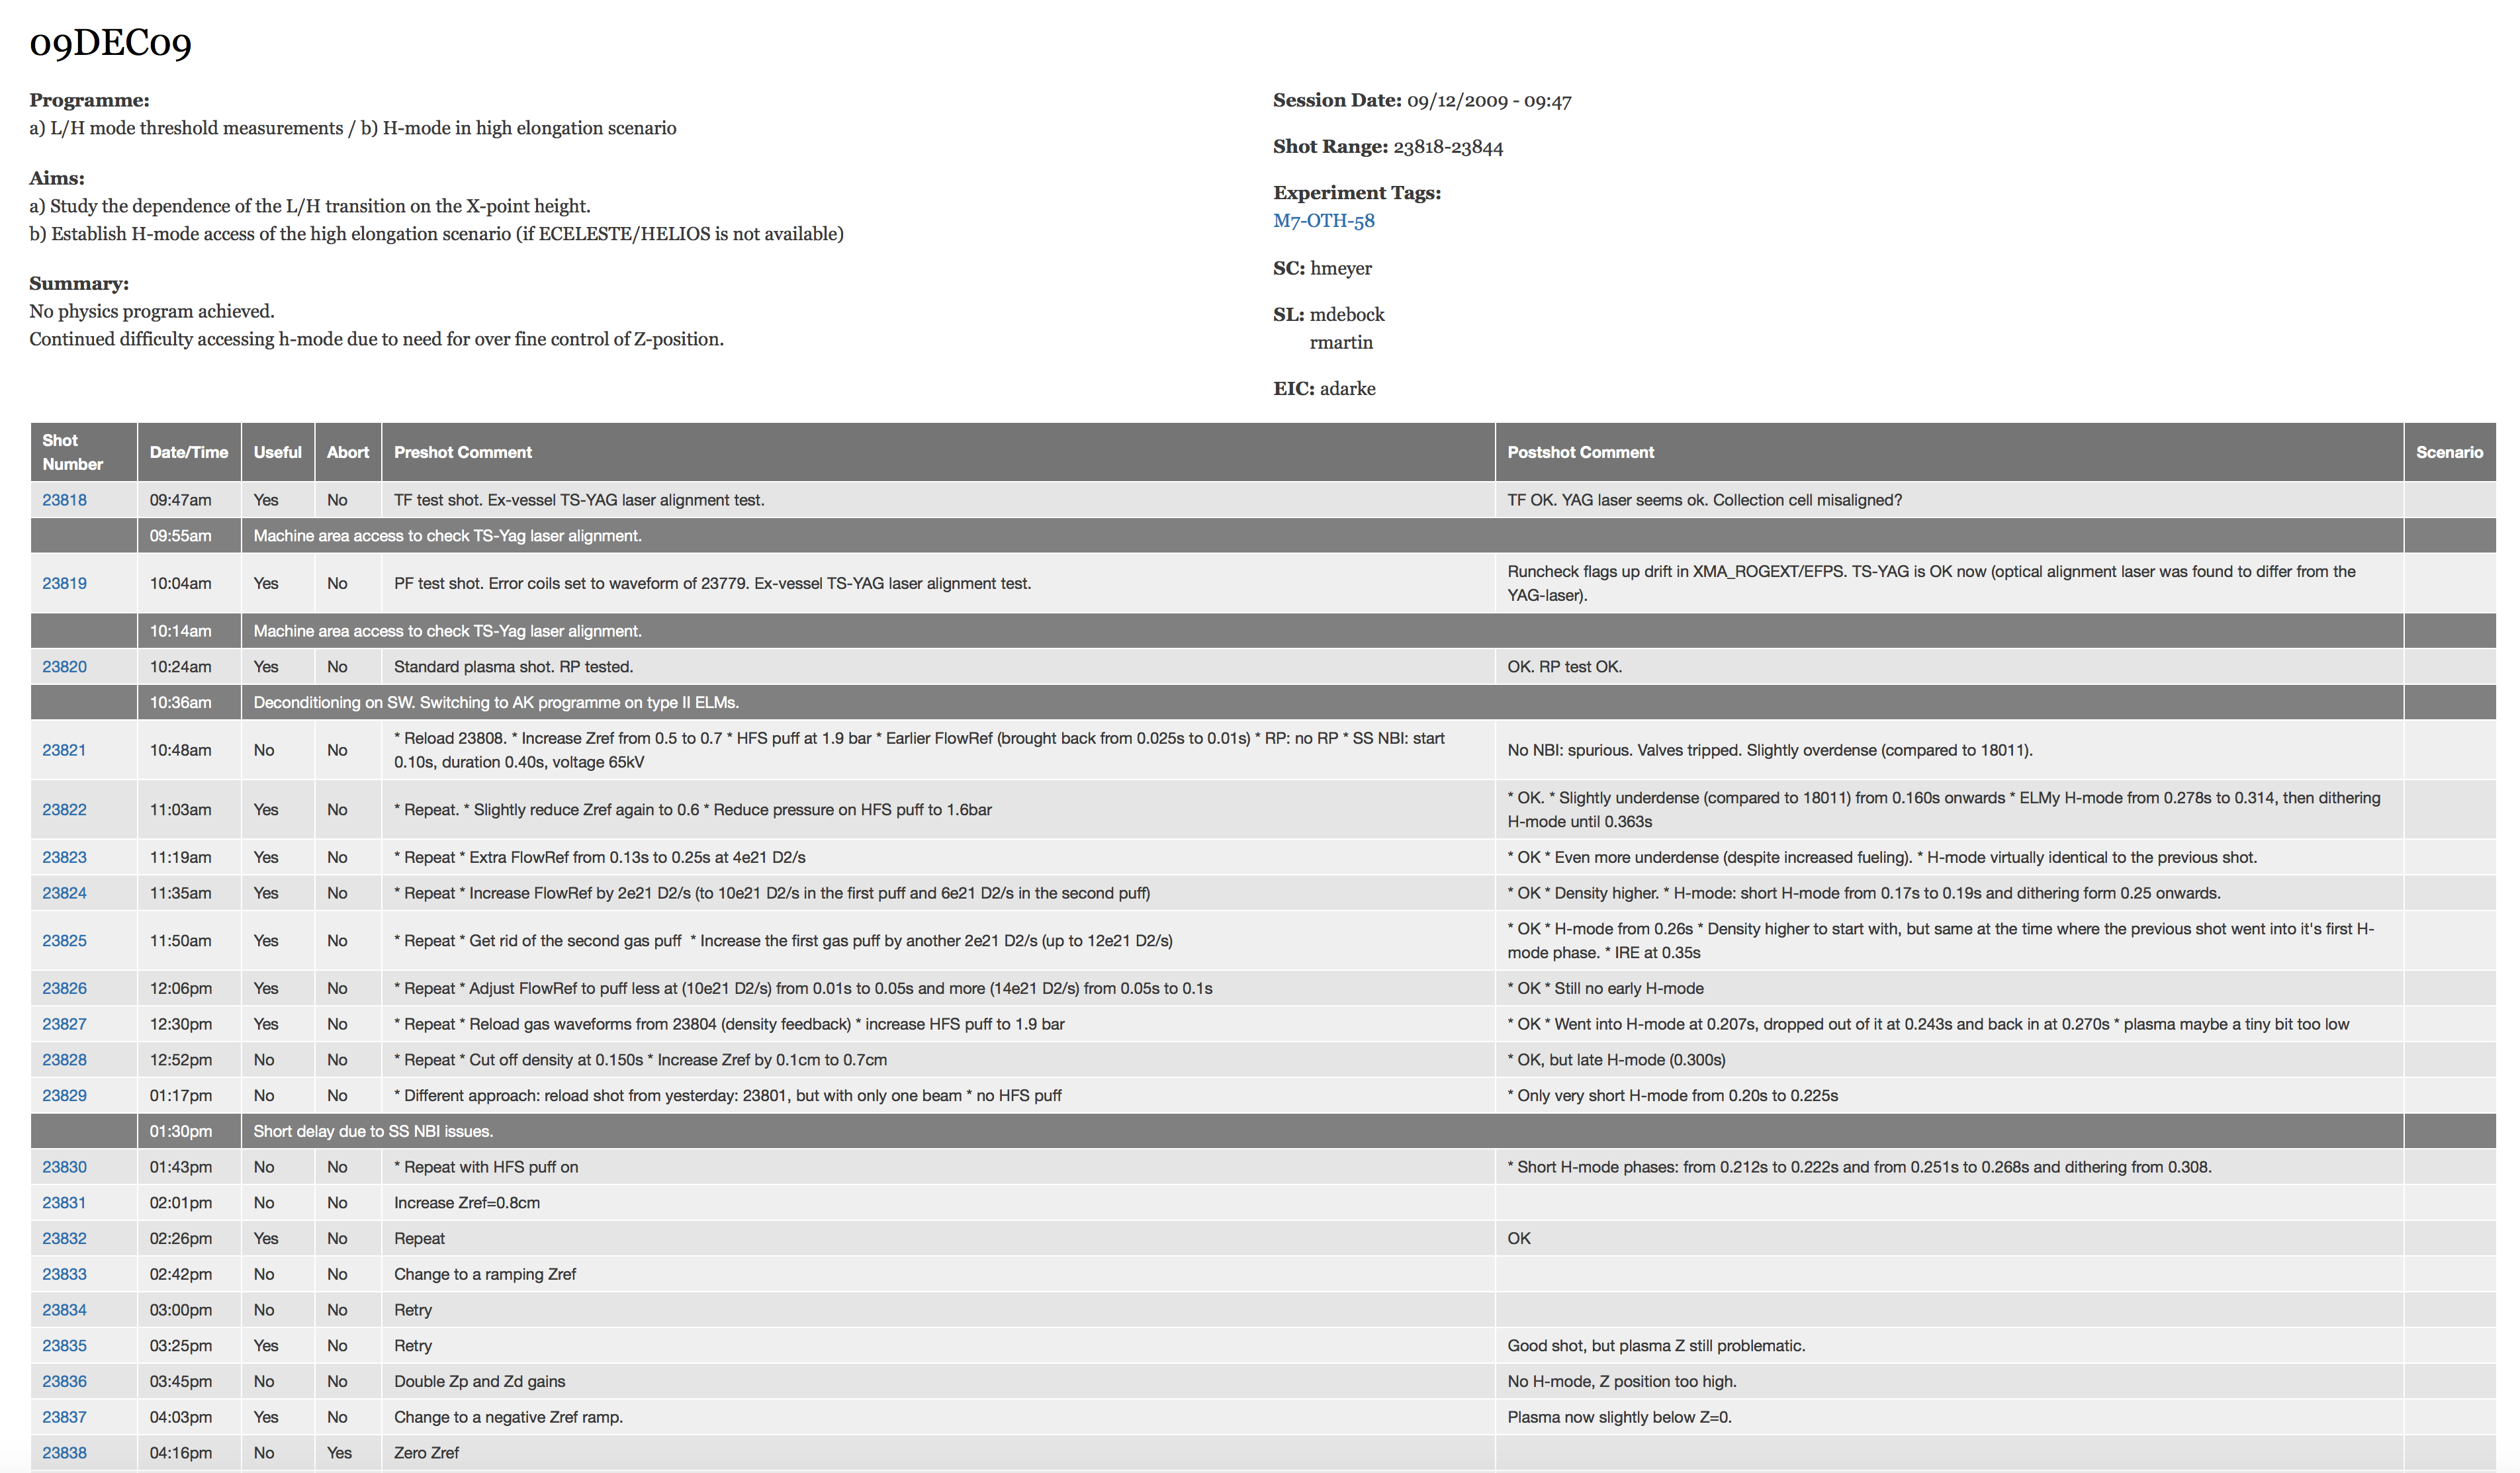 09DEC09
Programme:
a) L/H mode threshold measurements / b) H-mode in high elongation scenario
Aims:
a) Study the dependence of the L/H transition on the X-point height.
b) Establish H-mode access of the high elongation scenario (if ECELESTE/HELIOS is not available)
Summary:
No physics program achieved.
Continued difficulty accessing h-mode due to need for over fine control of Z-position.
Session Date: 09/12/2009 - 09:47
Shot Range: 23818-23844
Experiment Tags:
M7-OTH-58
SC: hmeyer
SL: mdebock
rmartin
EIC: adarke
Shot Number Date/Time Useful Abort Preshot Comment Postshot Comment Scenario
23818 09:47am Yes No TF test shot. Ex-vessel TS-YAG laser alignment test. TF OK. YAG laser seems ok. Collection cell misaligned?
09:55am Machine area access to check TS-Yag laser alignment.
23819 10:04am Yes No PF test shot. Error coils set to waveform of 23779. Ex-vessel TS-YAG laser alignment test. Runcheck flags up drift in XMA_ROGEXT/EFPS. TS-YAG is OK now (optical alignment laser was found to differ from the
YAG-laser).
10:14am Machine area access to check TS-Yag laser alignment.
23820 10:24am Yes No Standard plasma shot. RP tested. OK. RP test OK.
10:36am Deconditioning on SW. Switching to AK programme on type II ELMs.
23821 10:48am No No * Reload 23808. * Increase Zref from 0.5 to 0.7 * HFS puff at 1.9 bar * Earlier FlowRef (brought back from 0.025s to 0.01s) * RP: no RP * SS NBI: start
0.10s, duration 0.40s, voltage 65kV No NBI: spurious. Valves tripped. Slightly overdense (compared to 18011).
23822 11:03am Yes No * Repeat. * Slightly reduce Zref again to 0.6 * Reduce pressure on HFS puff to 1.6bar * OK. * Slightly underdense (compared to 18011) from 0.160s onwards * ELMy H-mode from 0.278s to 0.314, then dithering
H-mode until 0.363s
23823 11:19am Yes No * Repeat * Extra FlowRef from 0.13s to 0.25s at 4e21 D2/s * OK * Even more underdense (despite increased fueling). * H-mode virtually identical to the previous shot.
23824 11:35am Yes No * Repeat * Increase FlowRef by 2e21 D2/s (to 10e21 D2/s in the first puff and 6e21 D2/s in the second puff) * OK * Density higher. * H-mode: short H-mode from 0.17s to 0.19s and dithering form 0.25 onwards.
23825 11:50am Yes No * Repeat * Get rid of the second gas puff * Increase the first gas puff by another 2e21 D2/s (up to 12e21 D2/s) * OK * H-mode from 0.26s * Density higher to start with, but same at the time where the previous shot went into it's first H-
mode phase. * IRE at 0.35s
23826 12:06pm Yes No * Repeat * Adjust FlowRef to puff less at (10e21 D2/s) from 0.01s to 0.05s and more (14e21 D2/s) from 0.05s to 0.1s * OK * Still no early H-mode
23827 12:30pm Yes No * Repeat * Reload gas waveforms from 23804 (density feedback) * increase HFS puff to 1.9 bar * OK * Went into H-mode at 0.207s, dropped out of it at 0.243s and back in at 0.270s * plasma maybe a tiny bit too low
23828 12:52pm No No * Repeat * Cut off density at 0.150s * Increase Zref by 0.1cm to 0.7cm * OK, but late H-mode (0.300s)
23829 01:17pm No No * Different approach: reload shot from yesterday: 23801, but with only one beam * no HFS puff * Only very short H-mode from 0.20s to 0.225s
01:30pm Short delay due to SS NBI issues.
23830 01:43pm No No * Repeat with HFS puff on * Short H-mode phases: from 0.212s to 0.222s and from 0.251s to 0.268s and dithering from 0.308.
23831 02:01pm No No Increase Zref=0.8cm
23832 02:26pm Yes No Repeat OK
23833 02:42pm No No Change to a ramping Zref
23834 03:00pm No No Retry
23835 03:25pm Yes No Retry Good shot, but plasma Z still problematic.
23836 03:45pm No No Double Zp and Zd gains No H-mode, Z position too high.
23837 04:03pm Yes No Change to a negative Zref ramp. Plasma now slightly below Z=0.
23838 04:16pm No Yes Zero Zref